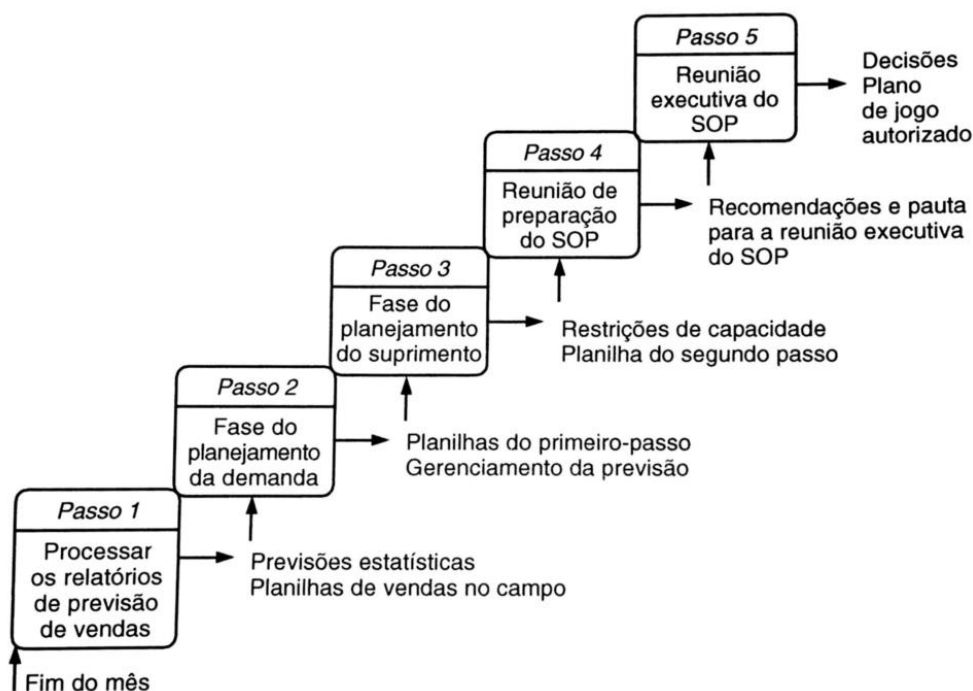 Passo 5
Reunião
executiva do
SOP
Decisões
Plano
de jogo
autorizado
Passo 4
Reunião de
preparação
do SOP
Recomendações e pauta
para a reunião executiva
do SOP
Passo 3
Fase do
planejamento
do suprimento
Restrições de capacidade
Planilha do segundo passo
Passo 2
Fase do
planejamento
da demanda
Planilhas do primeiro-passo
Gerenciamento da previsão
Passo 1
Processar
os relatórios
de previsão
de vendas
Previsões estatísticas
Planilhas de vendas no campo
Fim do mês